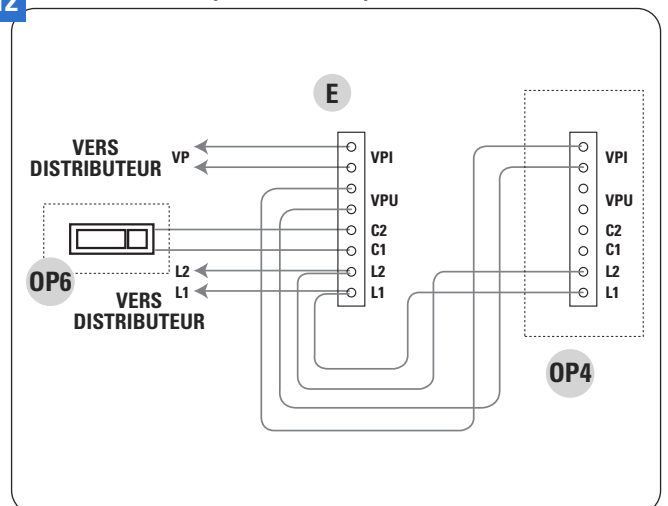 12
E
VERS
DISTRIBUTEUR
VP
VPI
VPU
C2
C1
L2
L1
OP6
L2
L1
VERS
DISTRIBUTEUR
VPI
VPU
C2
C1
L2
L1
OP4